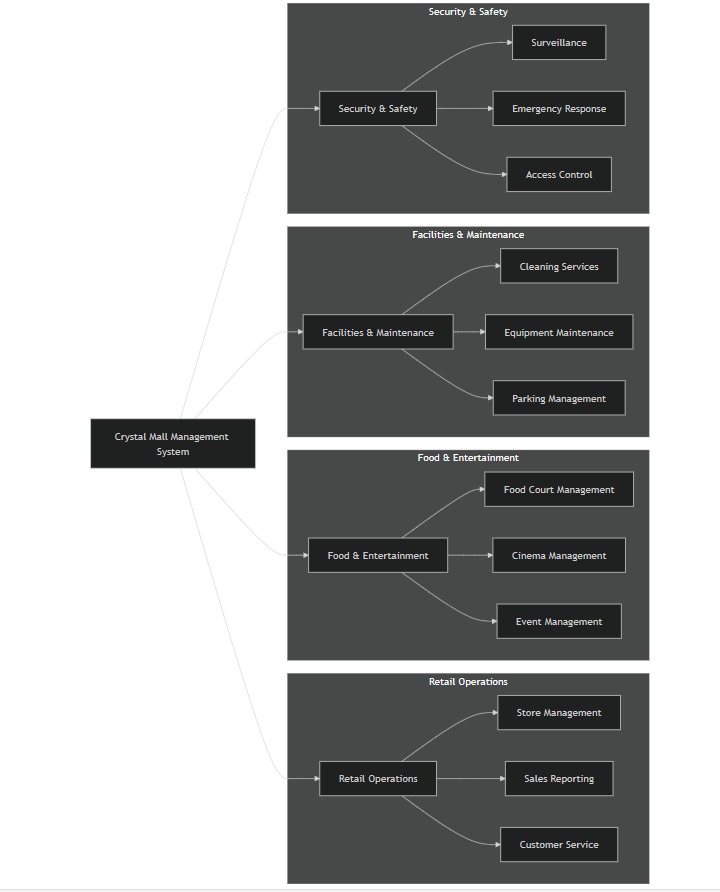 Security & Safety
Surveillance
Security & Safety
Emergency Response
Access Control
Facilities & Maintenance
Cleaning Services
Facilities & Maintenance
Equipment Maintenance
Parking Management
Crystal Mall Management
System
Food & Entertainment
Food Court Management
Food & Entertainment
Cinema Management
Event Management
Retail Operations
Store Management
Retail Operations
Sales Reporting
Customer Service